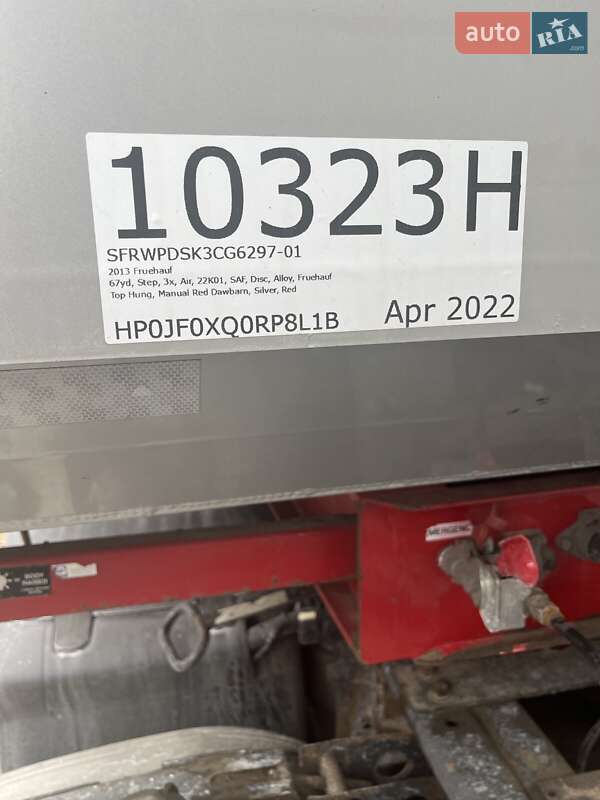 auto RIA .com
10323H
SFRWPDSK3CG6297-01
2013 Fruehauf
67yd, Step, 3x, Air, 22K01, SAF, Disc, Alloy, Fruehauf
Top Hung, Manual Red Dawbarn, Silver, Red
HP0JF0XQ0RP8L1B Apr 2022